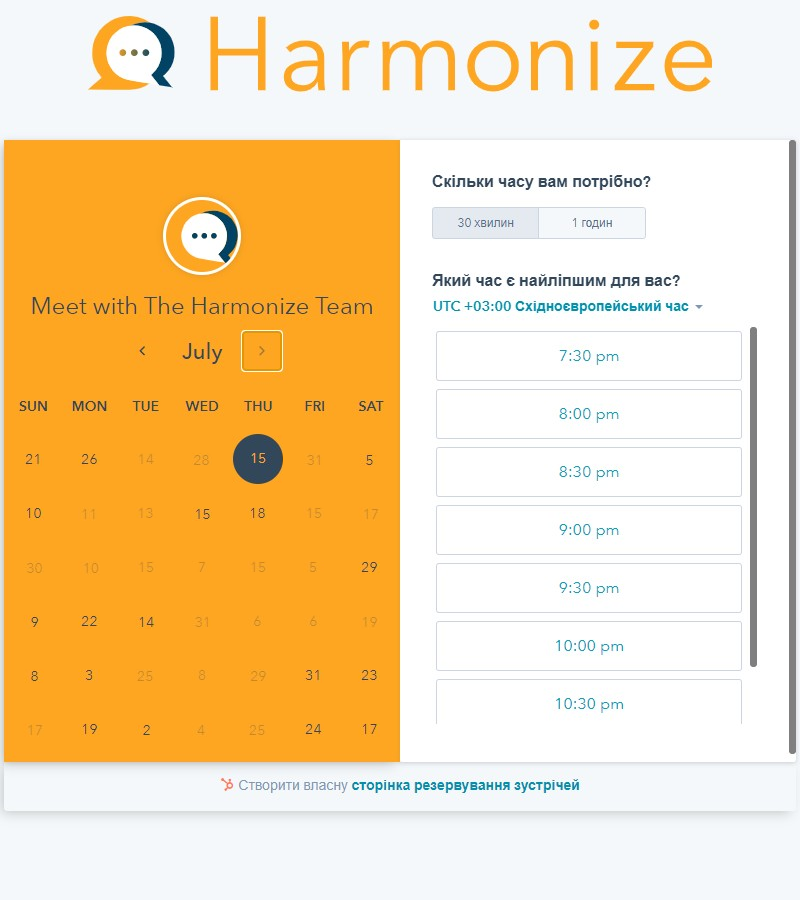 Harmonize
Meet with The Harmonize Team
July
SUN MON TUE WED THU FRI SAT
21 26 14 28 15 31 5
10 11 13 15 18 15 17
30 10 15 7 15 5 29
9 22 14 31 6 6 19
8 3 25 8 29 31 23
17 19 2 4 25 24 17
Скільки часу вам потрібно?
30 хвилин 1 годин
Який час є найліпшим для вас?
UTC +03:00 Східноєвропейський час
7:30 pm
8:00 pm
8:30 pm
9:00 pm
9:30 pm
10:00 pm
10:30 pm
Створити власну сторінка резервування зустрічей